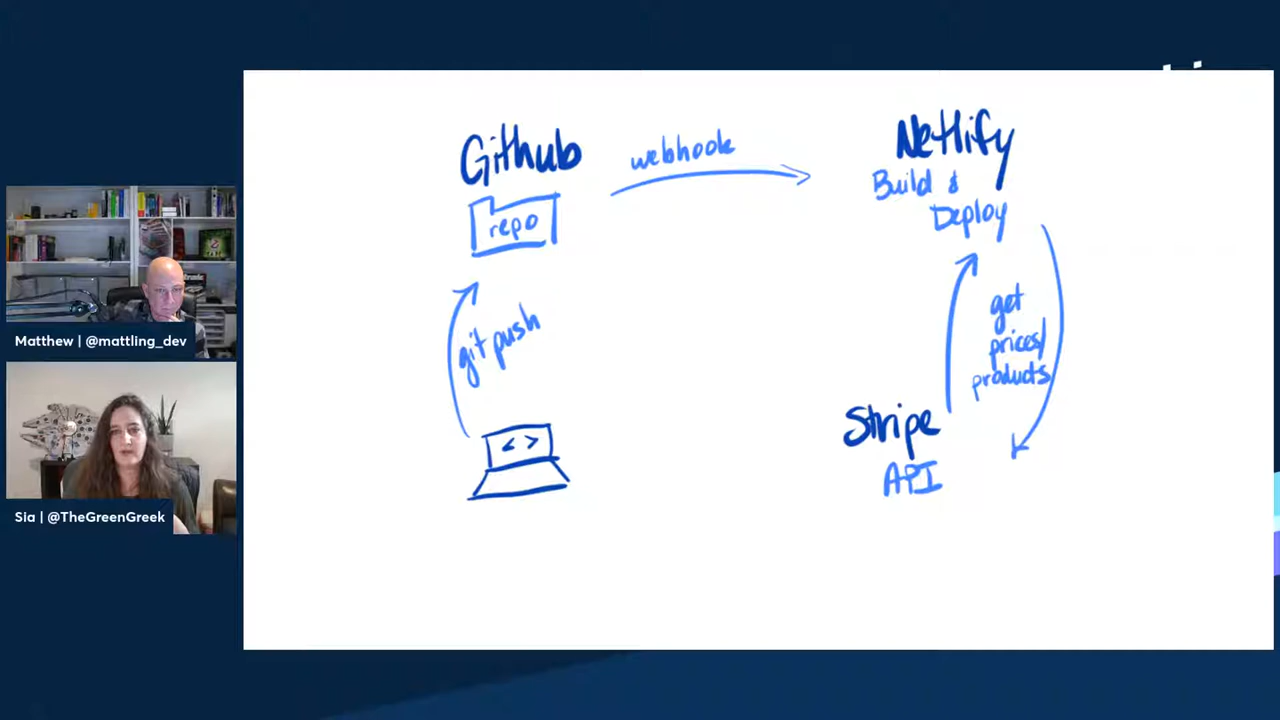 Github
repo
webhook
Netlify
Build &
Deploy
git push
get
prices/
products
< >
Stripe
API
Matthew | @mattling_dev
Sia | @TheGreenGreek